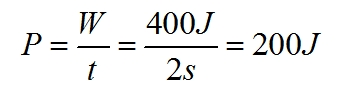 P = W/t = 400J/2s = 200J